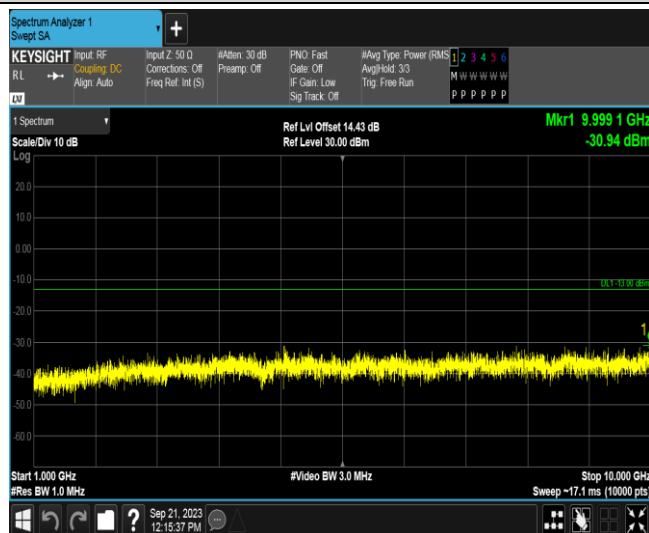 Spectrum Analyzer 1
Swept SA
KEYSIGHT
RL
LXI
Input: RF
Coupling: DC
Align: Auto
Input Z: 50 Ω
Corrections: Off
Freq Ref: Int (S)
#Atten: 30 dB
Preamp: Off
PNO: Fast
Gate: Off
IF Gain: Low
Sig Track: Off
#Avg Type: Power (RMS
Avg|Hold: 3/3
Trig: Free Run
1 2 3 4 5 6
M W W W W W
P P P P P P
1 Spectrum
Scale/Div 10 dB
Log
Ref Lvl Offset 14.43 dB
Ref Level 30.00 dBm
Mkr1 9.999 1 GHz
-30.94 dBm
20.0
10.0
0.00
-10.0
DL1 -13.00 dBm
-20.0
1
-30.0
-40.0
-50.0
-60.0
Start 1.000 GHz
#Video BW 3.0 MHz
Stop 10.000 GHz
#Res BW 1.0 MHz
Sweep ~17.1 ms (10000 pts)
?
Sep 21, 2023
12:15:37 PM